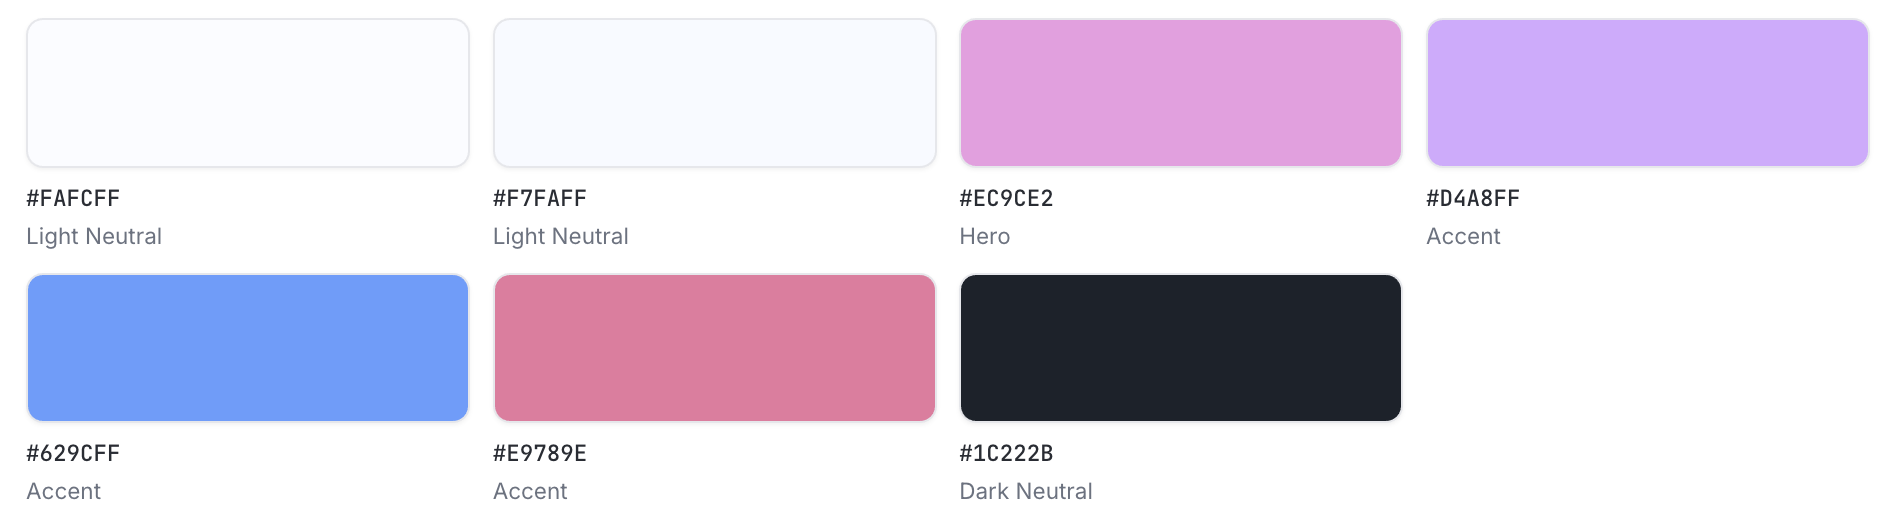 #FAFCFF
Light Neutral
#F7FAFF
Light Neutral
#EC9CE2
Hero
#D4A8FF
Accent
#629CFF
Accent
#E9789E
Accent
#1C222B
Dark Neutral